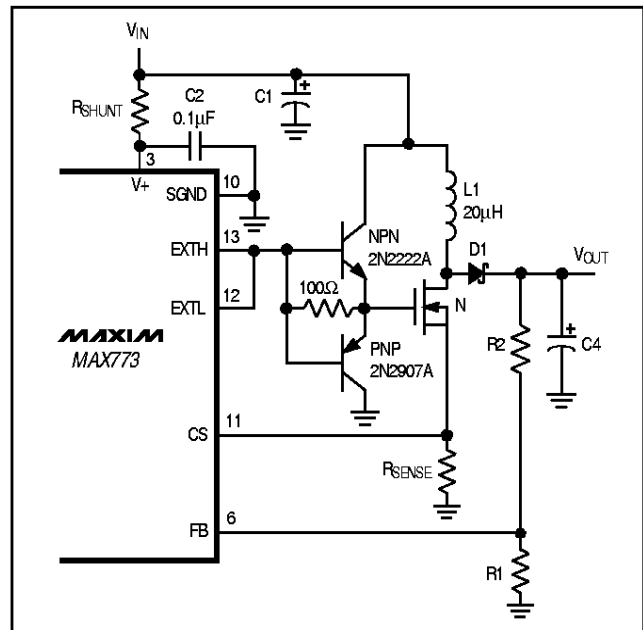 VIN
RSHUNT
C2
0.1µF
C1
3
V+
SGND
10
L1
20µH
EXTH
13
NPN
2N2222A
D1
VOUT
100Ω
EXTL
12
N
MAXIM
MAX773
PNP
2N2907A
R2
C4
CS
11
RSENSE
FB
6
R1